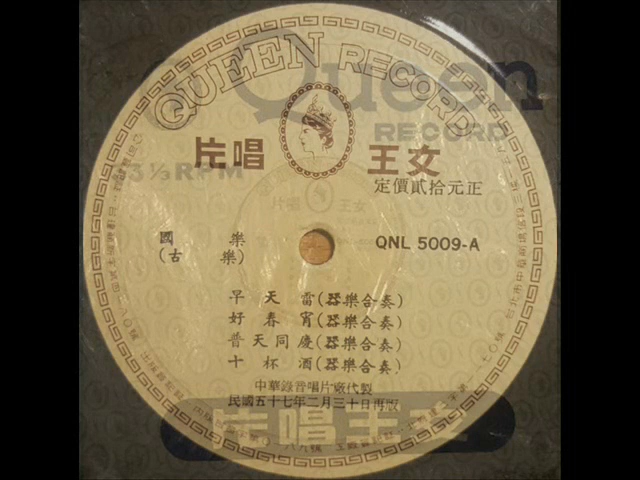 QUEEN RECORD
Queen
RECORD
片唱 王女
3⅓ RPM
定價貳拾元正
國樂
(古樂)
QNL 5009-A
早天雷(器樂合奏)
好春宵(器樂合奏)
普天同慶(器樂合奏)
十杯酒(器樂合奏)
中華錄音唱片廠代製
民國五十七年二月三十日再版
片唱王女